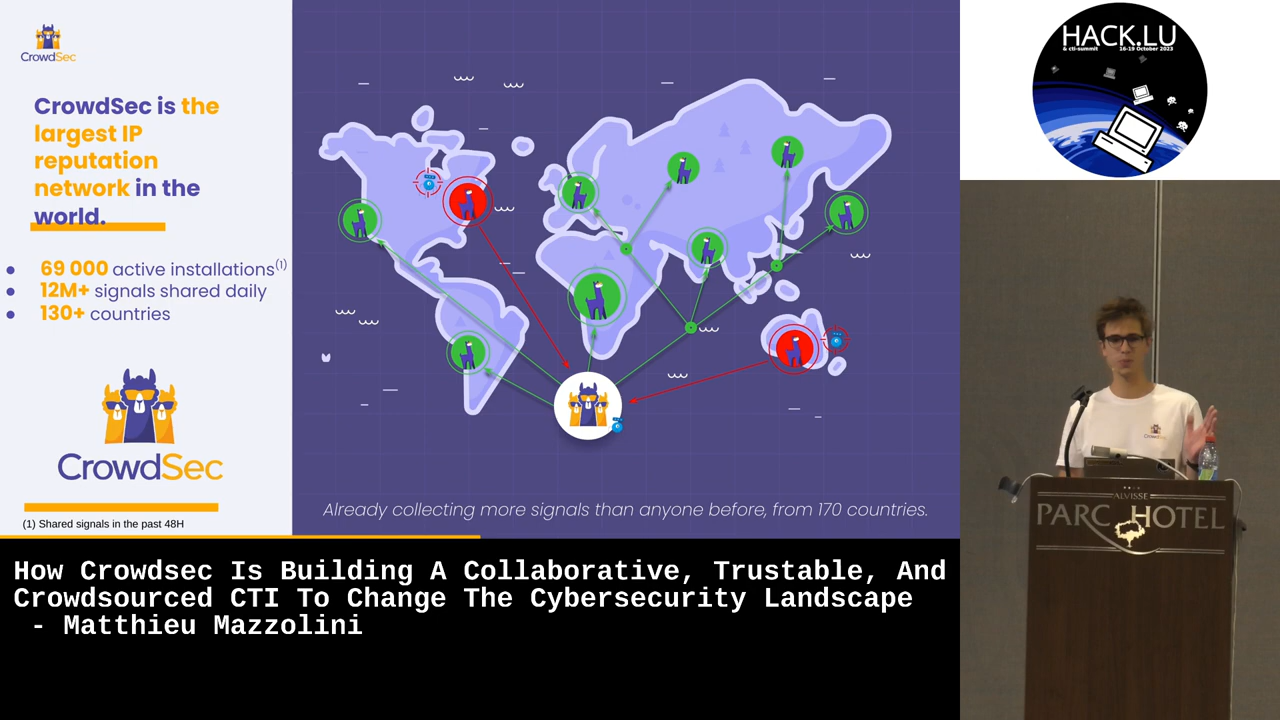 CrowdSec
CrowdSec is the
largest IP
reputation
network in the
world.
● 69 000 active installations(1)
● 12M+ signals shared daily
● 130+ countries
CrowdSec
(1) Shared signals in the past 48H
Already collecting more signals than anyone before, from 170 countries.
How Crowdsec Is Building A Collaborative, Trustable, And
Crowdsourced CTI To Change The Cybersecurity Landscape
- Matthieu Mazzolini
HACK.LU
& cti-summit 16-19 October 2023
ALVISSE
PARC HOTEL